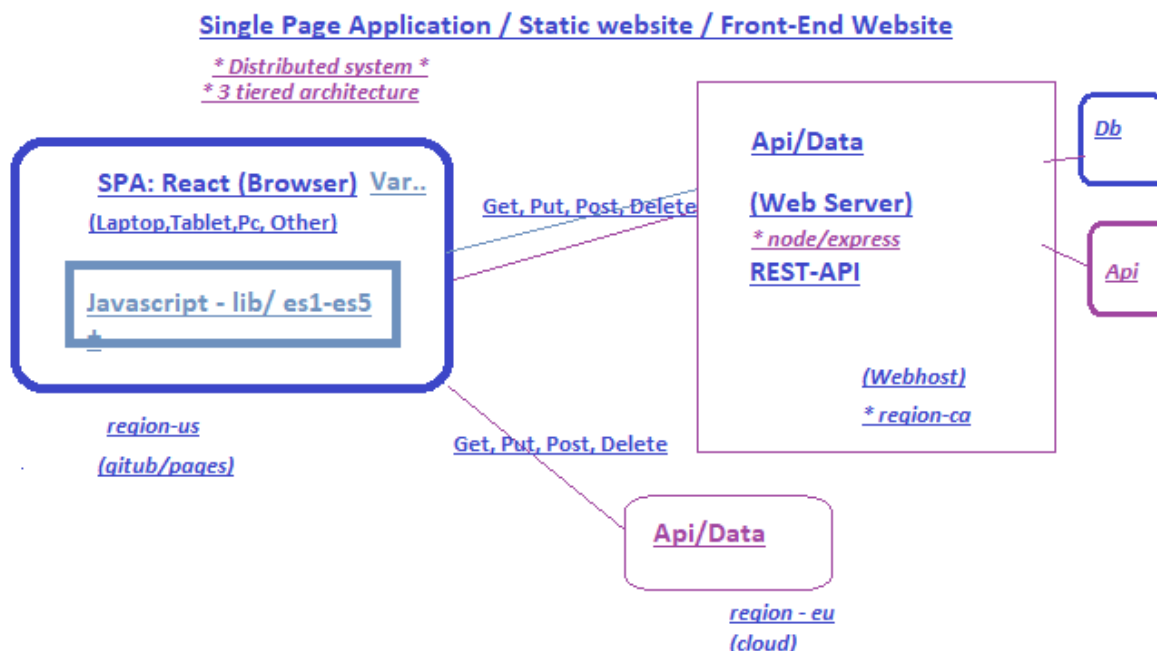 Single Page Application / Static website / Front-End Website
* Distributed system *
* 3 tiered architecture
SPA: React (Browser) Var..
(Laptop,Tablet,Pc, Other)
Javascript - lib/ es1-es5
+
region-us
(gitub/pages)
Get, Put, Post, Delete
Api/Data
(Web Server)
* node/express
REST-API
(Webhost)
* region-ca
Db
Api
Get, Put, Post, Delete
Api/Data
region - eu
(cloud)